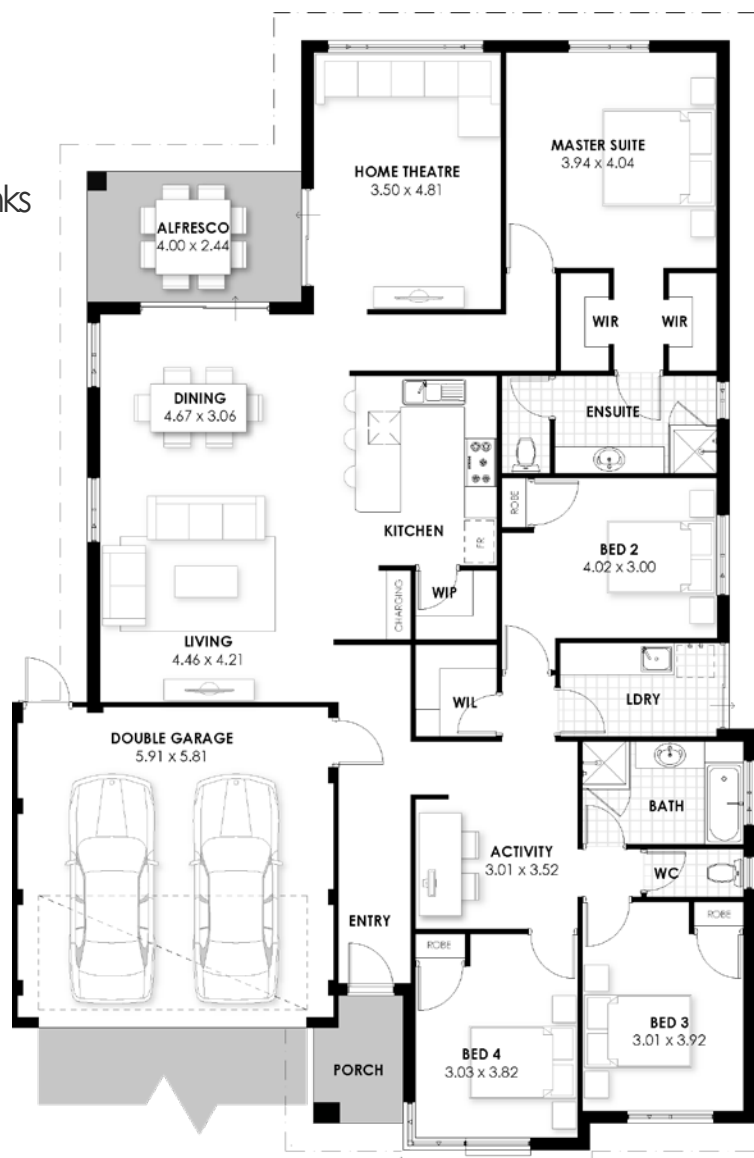 HOME THEATRE
3.50 x 4.81
MASTER SUITE
3.94 x 4.04
ALFRESCO
4.00 x 2.44
WIR
WIR
DINING
4.67 x 3.06
ENSUITE
KITCHEN
FR
ROBE
BED 2
4.02 x 3.00
WIP
CHARGING
LIVING
4.46 x 4.21
WIL
LDRY
DOUBLE GARAGE
5.91 x 5.81
BATH
ACTIVITY
3.01 x 3.52
WC
ENTRY
ROBE
ROBE
BED 3
3.01 x 3.92
BED 4
3.03 x 3.82
PORCH